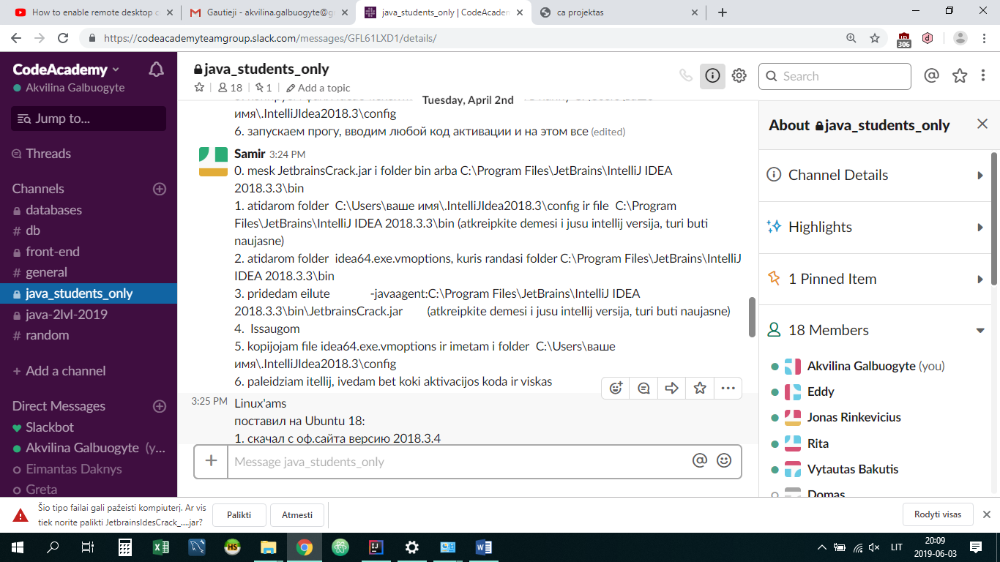 How to enable remote desktop c
Gautieji - akvilina.galbuogyte@g
java_students_only | CodeAcadem
ca projektas
https://codeacademyteamgroup.slack.com/messages/GFL61LXD1/details/
306
CodeAcademy
Akvilina Galbuogyte
Jump to...
Threads
Channels
databases
# db
front-end
# general
java_students_only
java-2lvl-2019
# random
+ Add a channel
Direct Messages
Slackbot
Akvilina Galbuogyte (y...
Eimantas Daknys
Greta
java_students_only
18 | 1 | Add a topic
Search
Tuesday, April 2nd
имя\.IntelliJIdea2018.3\config
6. запускаем прогу, вводим любой код активации и на этом все (edited)
Samir 3:24 PM
0. mesk JetbrainsCrack.jar i folder bin arba C:\Program Files\JetBrains\IntelliJ IDEA
2018.3.3\bin
1. atidarom folder C:\Users\ваше имя\.IntelliJIdea2018.3\config ir file C:\Program
Files\JetBrains\IntelliJ IDEA 2018.3.3\bin (atkreipkite demesi i jusu intellij versija, turi buti
naujasne)
2. atidarom folder idea64.exe.vmoptions, kuris randasi folder C:\Program Files\JetBrains\IntelliJ
IDEA 2018.3.3\bin
3. pridedam eilute -javaagent:C:\Program Files\JetBrains\IntelliJ IDEA
2018.3.3\bin\JetbrainsCrack.jar (atkreipkite demesi i jusu intellij versija, turi buti naujasne)
4. Issaugom
5. kopijojam file idea64.exe.vmoptions ir imetam i folder C:\Users\ваше
имя\.IntelliJIdea2018.3\config
6. paleidziam itellij, ivedam bet koki aktivacijos koda ir viskas
3:25 PM Linux'ams
поставил на Ubuntu 18:
1. скачал с оф.сайта версию 2018.3.4
Message java_students_only
About java_students_only
Channel Details
Highlights
1 Pinned Item
18 Members
Akvilina Galbuogyte (you)
Eddy
Jonas Rinkevicius
Rita
Vytautas Bakutis
Domas
Šio tipo failai gali pažeisti kompiuterį. Ar vis
tiek norite palikti JetbrainsIdesCrack_....jar?
Palikti
Atmesti
Rodyti visas
HS
IJ
LIT
20:09
2019-06-03